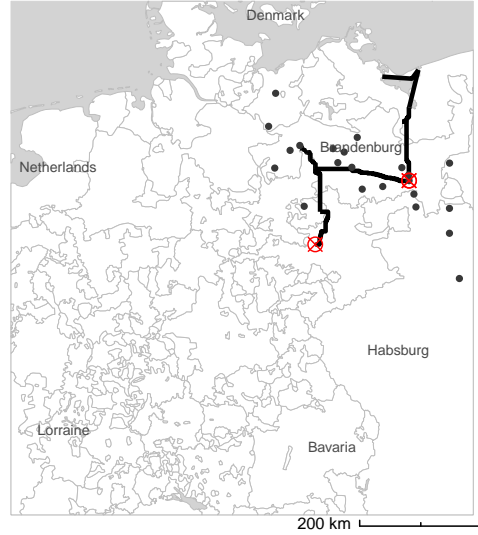 Denmark
Brandenburg
Netherlands
Habsburg
Lorraine
Bavaria
200 km